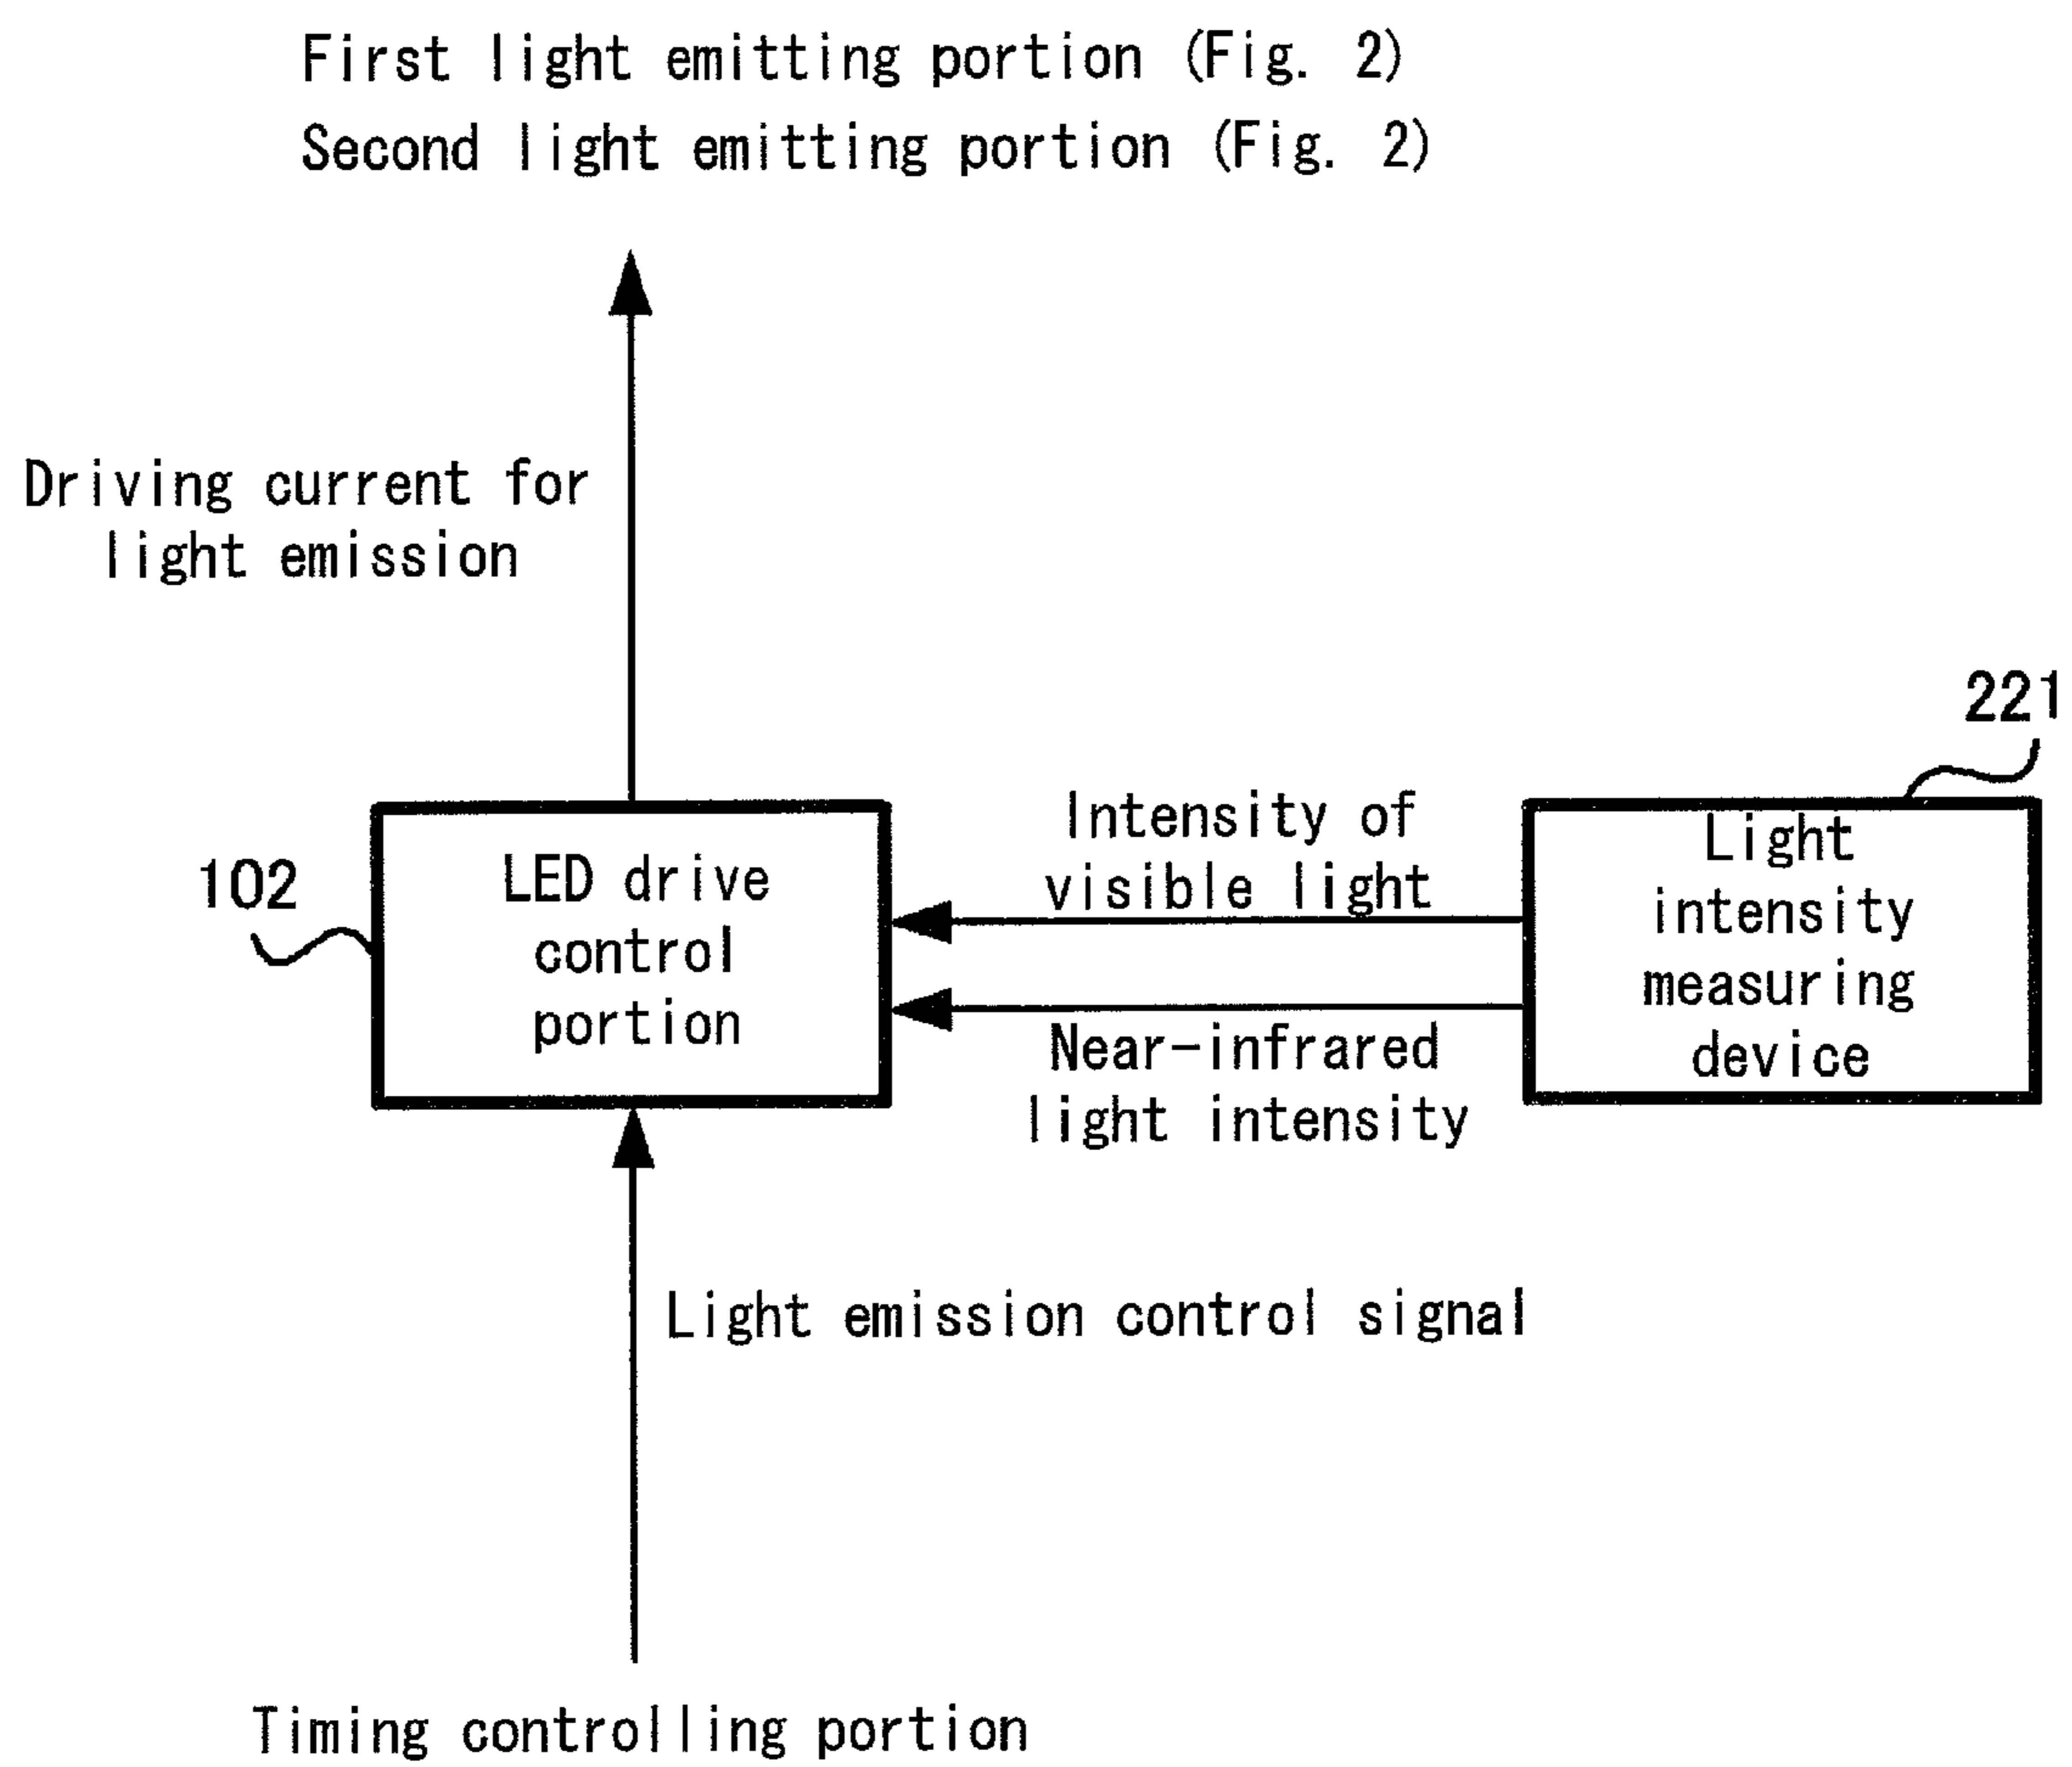 First light emitting portion (Fig. 2)
Second light emitting portion (Fig. 2)
Driving current for
light emission
221
102
LED drive
control
portion
Intensity of
visible light
Near-infrared
light intensity
Light
intensity
measuring
device
Light emission control signal
Timing controlling portion